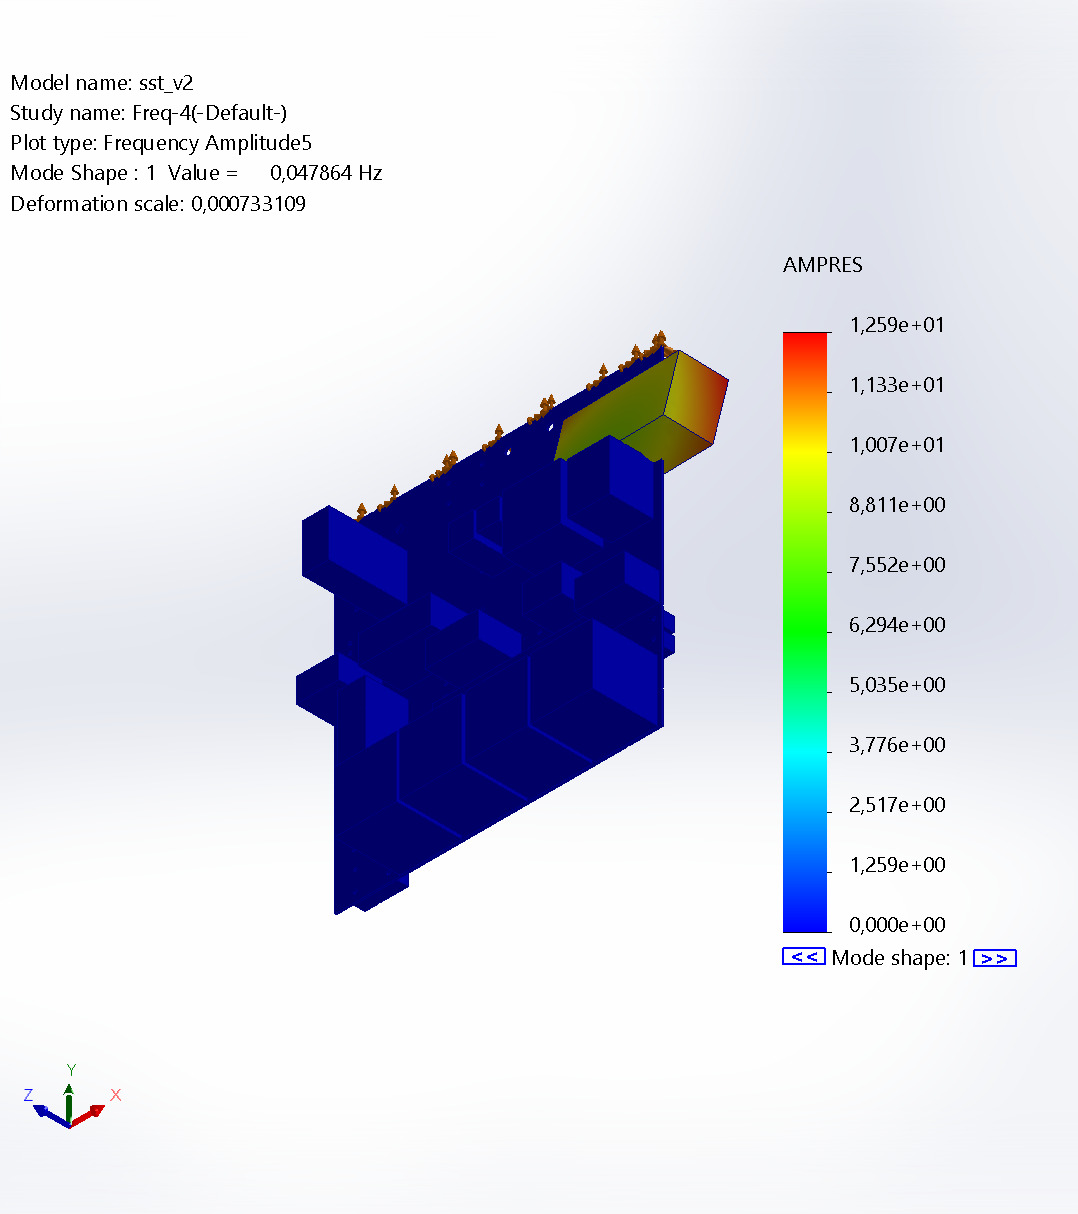 Model name: sst_v2
Study name: Freq-4(-Default-)
Plot type: Frequency Amplitude5
Mode Shape : 1 Value = 0,047864 Hz
Deformation scale: 0,000733109
AMPRES
1,259e+01
1,133e+01
1,007e+01
8,811e+00
7,552e+00
6,294e+00
5,035e+00
3,776e+00
2,517e+00
1,259e+00
0,000e+00
<< Mode shape: 1 >>
Y
Z
X